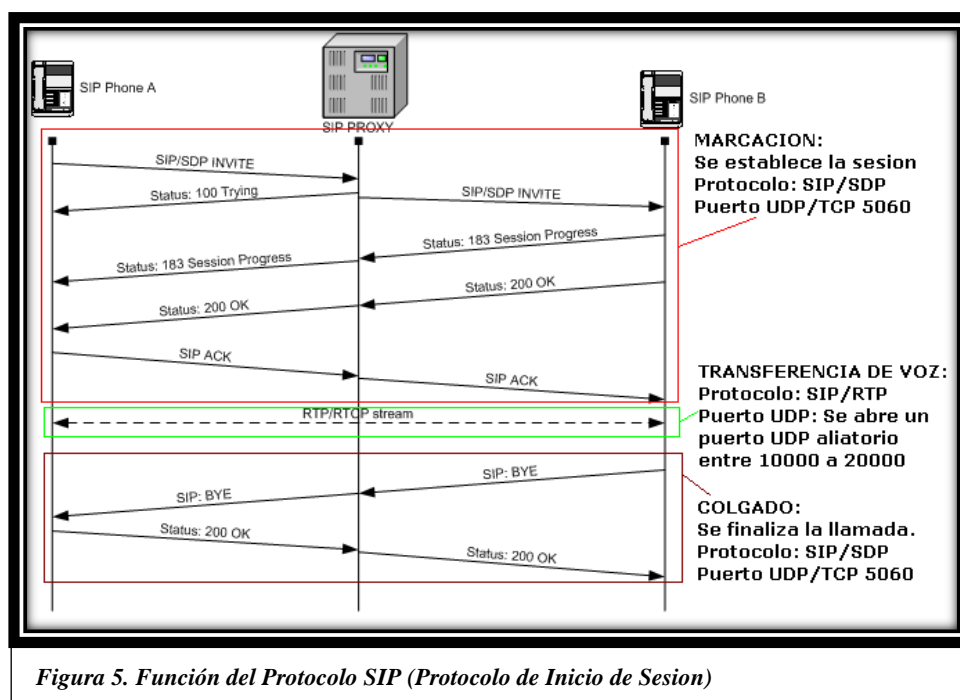 SIP Phone A
SIP PROXY
SIP Phone B
MARCACION:
Se establece la sesion
Protocolo: SIP/SDP
Puerto UDP/TCP 5060
SIP/SDP INVITE
Status: 100 Trying
SIP/SDP INVITE
Status: 183 Session Progress
Status: 183 Session Progress
Status: 200 OK
Status: 200 OK
SIP ACK
SIP ACK
TRANSFERENCIA DE VOZ:
Protocolo: SIP/RTP
Puerto UDP: Se abre un
puerto UDP aliatorio
entre 10000 a 20000
RTP/RTCP stream
SIP: BYE
SIP: BYE
Status: 200 OK
Status: 200 OK
COLGADO:
Se finaliza la llamada.
Protocolo: SIP/SDP
Puerto UDP/TCP 5060
Figura 5. Función del Protocolo SIP (Protocolo de Inicio de Sesion)